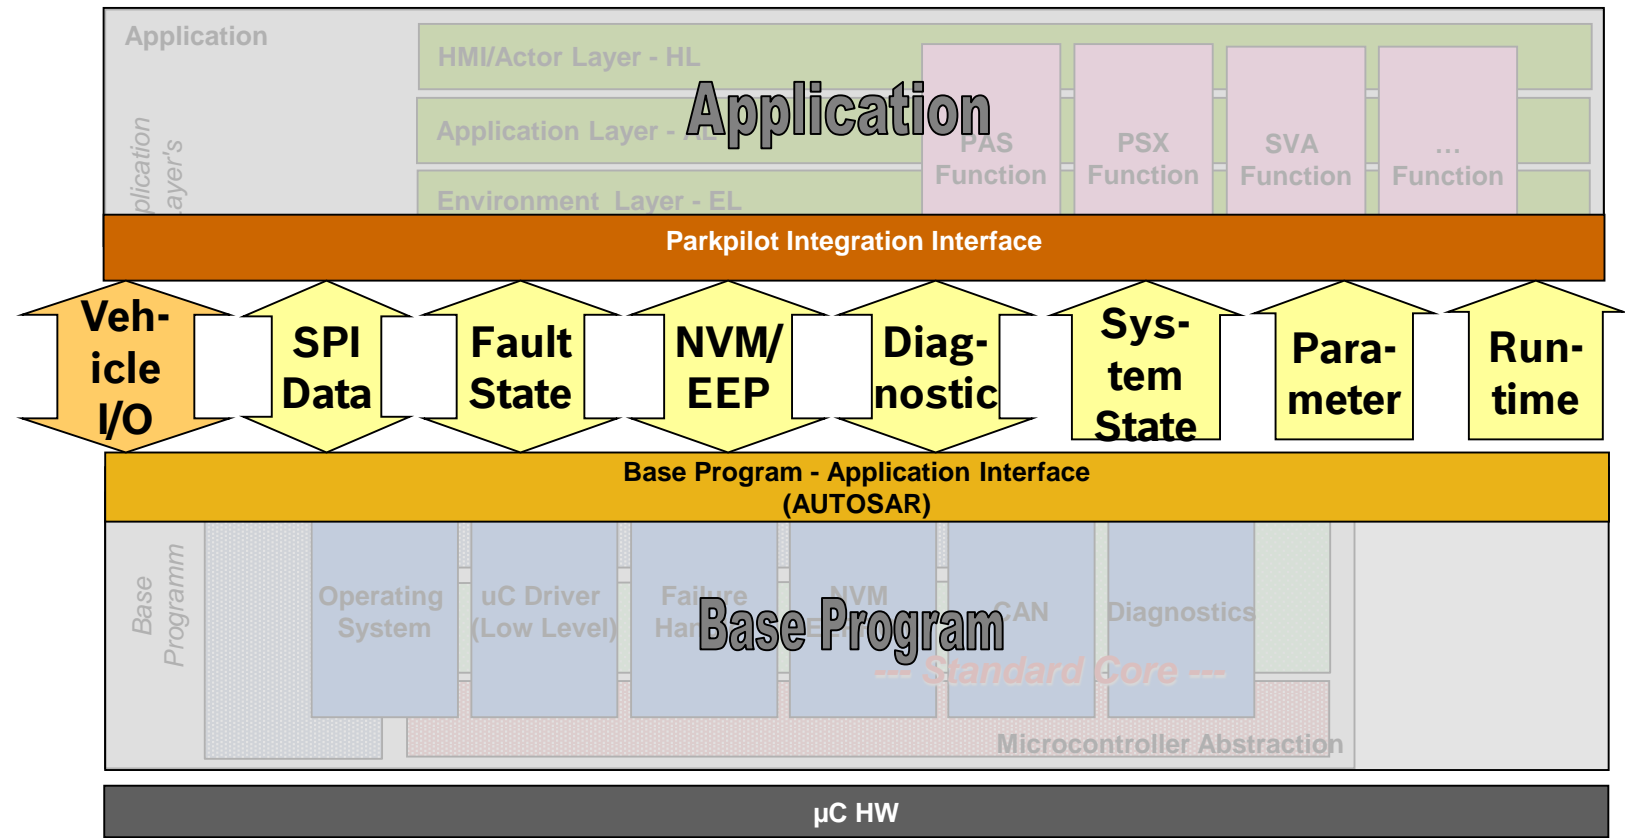 Application
HMI/Actor Layer - HL
Application
Application Layer - AL
Environment Layer - EL
plication
Layer's
PAS
Function
PSX
Function
SVA
Function
...
Function
Parkpilot Integration Interface
Veh-
icle
I/O
SPI
Data
Fault
State
NVM/
EEP
Diag-
nostic
Sys-
tem
State
Para-
meter
Run-
time
Base Program - Application Interface
(AUTOSAR)
Base
Programm
Operating
System
uC Driver
(Low Level)
Failure
NVM
CAN
Diagnostics
Base Program
--- Standard Core ---
Microcontroller Abstraction
µC HW